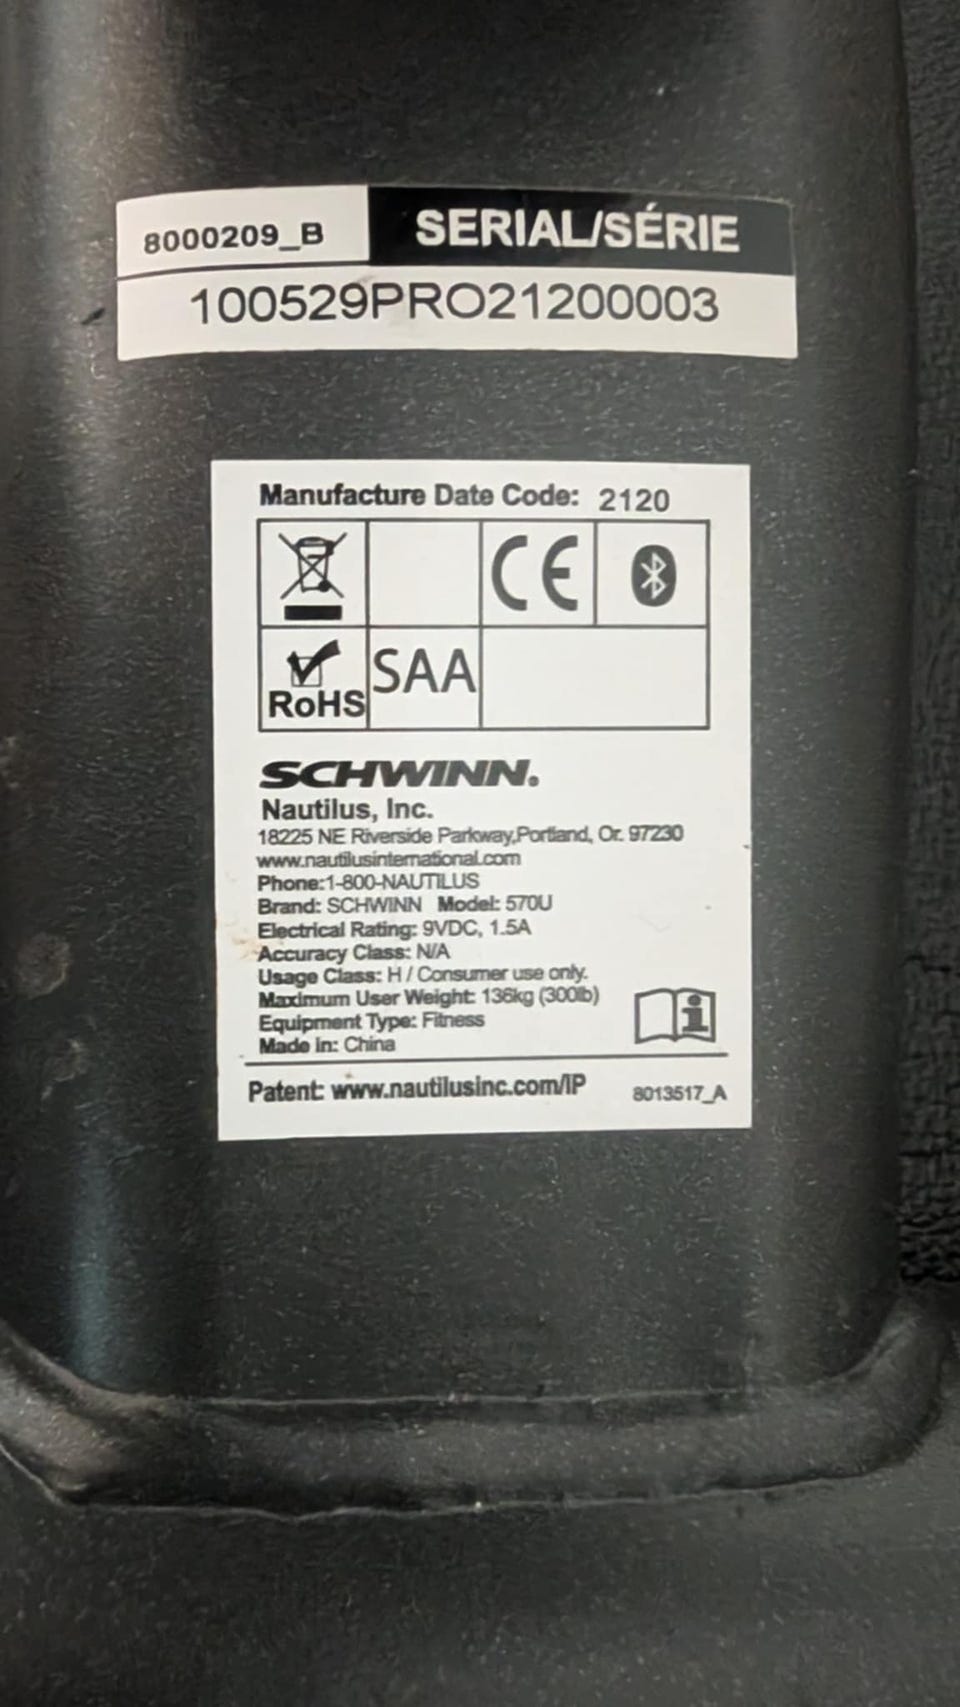 8000209_B
SERIAL/SÉRIE
100529PRO21200003
Manufacture Date Code: 2120
CE
RoHS
SAA
SCHWINN.
Nautilus, Inc.
18225 NE Riverside Parkway,Portland, Or. 97230
www.nautilusinternational.com
Phone:1-800-NAUTILUS
Brand: SCHWINN Model: 570U
Electrical Rating: 9VDC, 1.5A
Accuracy Class: N/A
Usage Class: H / Consumer use only.
Maximum User Weight: 136kg (300lb)
Equipment Type: Fitness
Made in: China
Patent: www.nautilusinc.com/IP
8013517_A